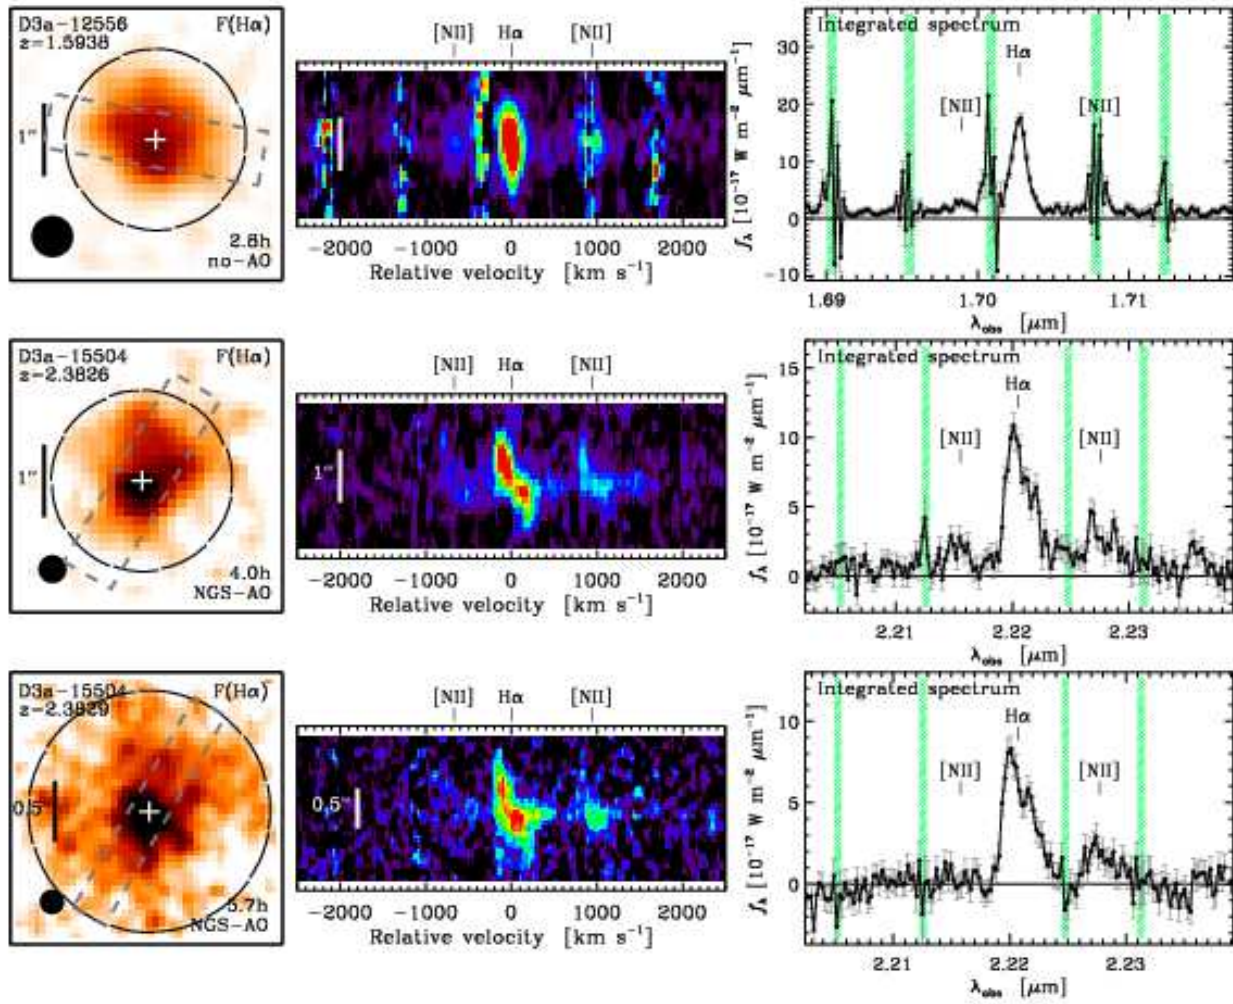 D3a-12556 F(Hα)
z=1.5938
1"
2.8h
no-AO
[NII] Hα [NII]
-2000 -1000 0 1000 2000
Relative velocity [km s⁻¹]
Integrated spectrum
Hα
[NII] [NII]
30
20
10
0
-10
fλ [10⁻¹⁷ W m⁻² μm⁻¹]
1.69 1.70 1.71
λobs [μm]
D3a-15504 F(Hα)
z=2.3826
1"
4.0h
NGS-AO
[NII] Hα [NII]
1"
-2000 -1000 0 1000 2000
Relative velocity [km s⁻¹]
Integrated spectrum
Hα
[NII] [NII]
15
10
5
0
fλ [10⁻¹⁷ W m⁻² μm⁻¹]
2.21 2.22 2.23
λobs [μm]
D3a-15504 F(Hα)
z=2.3829
0.5"
5.7h
NGS-AO
[NII] Hα [NII]
0.5"
-2000 -1000 0 1000 2000
Relative velocity [km s⁻¹]
Integrated spectrum
Hα
[NII] [NII]
10
5
0
fλ [10⁻¹⁷ W m⁻² μm⁻¹]
2.21 2.22 2.23
λobs [μm]